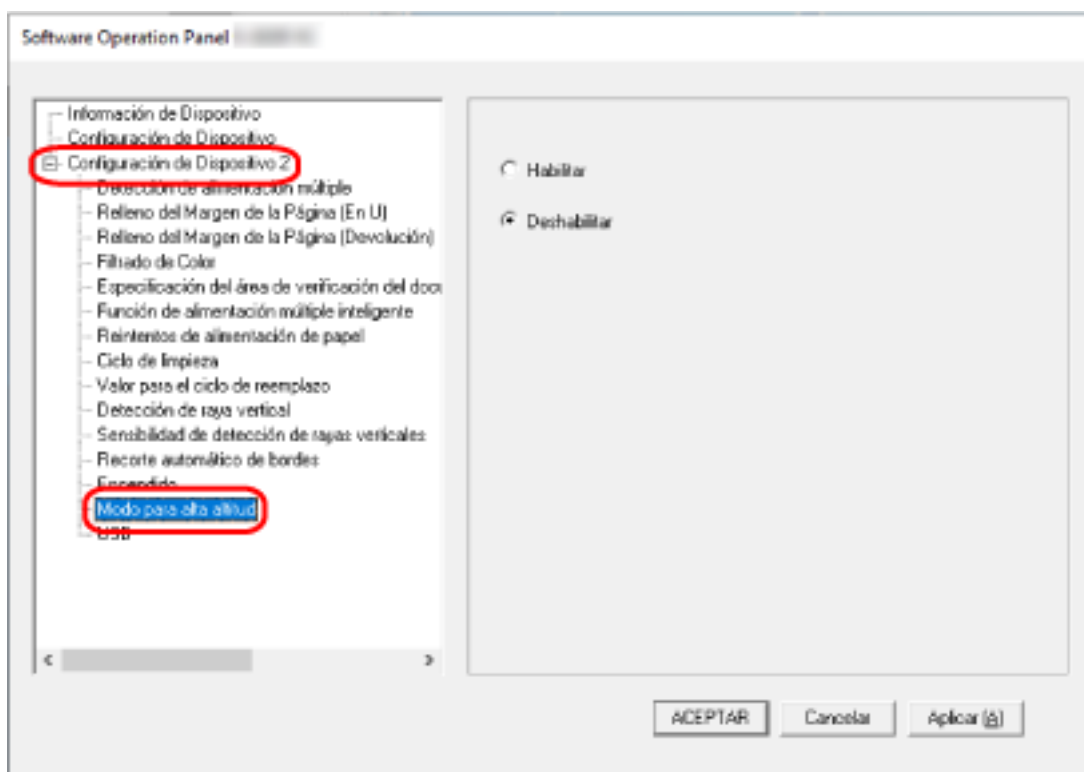 Software Operation Panel
Información de Dispositivo
Configuración de Dispositivo
Configuración de Dispositivo 2
Detección de alimentación múltiple
Relleno del Margen de la Página (En U)
Relleno del Margen de la Página (Devolución)
Filtrado de Color
Especificación del área de verificación del docu
Función de alimentación múltiple inteligente
Reintentos de alimentación de papel
Ciclo de limpieza
Valor para el ciclo de reemplazo
Detección de raya vertical
Sensibilidad de detección de rayas verticales
Recorte automático de bordes
Encendido
Modo para alta altitud
USB
Habilitar
Deshabilitar
ACEPTAR Cancelar Aplicar (A)